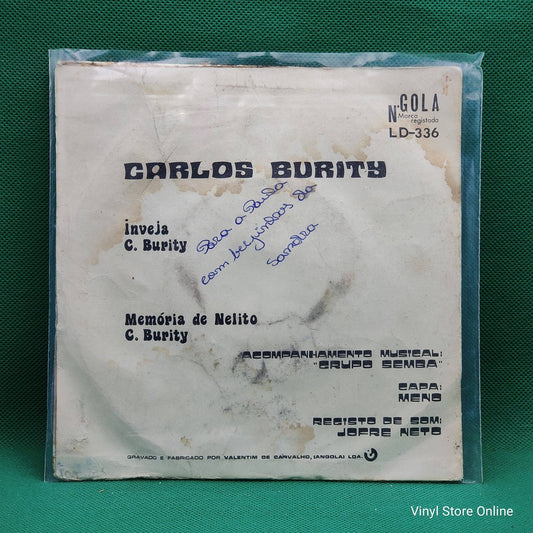 N'GOLA
Marca
registada
LD-336
CARLOS BURITY
Inveja
C. Burity
Para a
com beijinhos da
Sandra
Memória de Nelito
C. Burity
ACOMPANHAMENTO MUSICAL:
"GRUPO SEMBA"
CAPA:
MENO
REGISTO DE SOM:
JOFRE NETO
GRAVADO E FABRICADO POR VALENTIM DE CARVALHO, (ANGOLA) LDA.
Vinyl Store Online